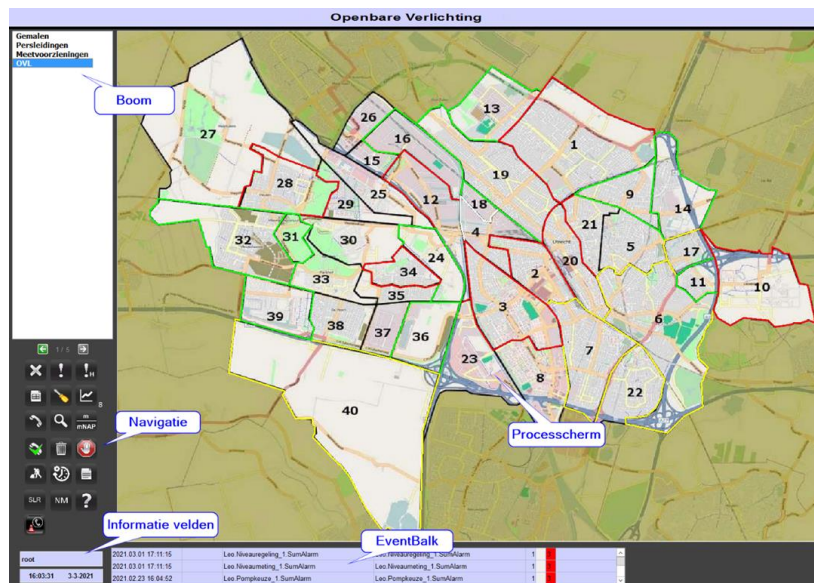 Openbare Verlichting
Gemalen
Persleidingen
Meetvoorzieningen
OVL
Boom
27
26
16
13
1
15
19
28
25
12
18
9
14
29
21
4
32
31
30
24
5
17
20
34
2
33
11
10
35
3
6
39
38
37
36
7
23
8
22
40
1 / 5
H
8
m
mNAP
Navigatie
Processcherm
SLR
NM
?
Informatie velden
EventBalk
root
16:03:31 3-3-2021
2021.03.01 17:11:15 Leo.Niveauregeling_1.SumAlarm Leo.Niveauregeling_1.SumAlarm 1
2021.03.01 17:11:15 Leo.Niveaumeting_1.SumAlarm Leo.Niveaumeting_1.SumAlarm 1
2021.02.23 16:04:52 Leo.Pompkeuze_1.SumAlarm Leo.Pompkeuze_1.SumAlarm 1